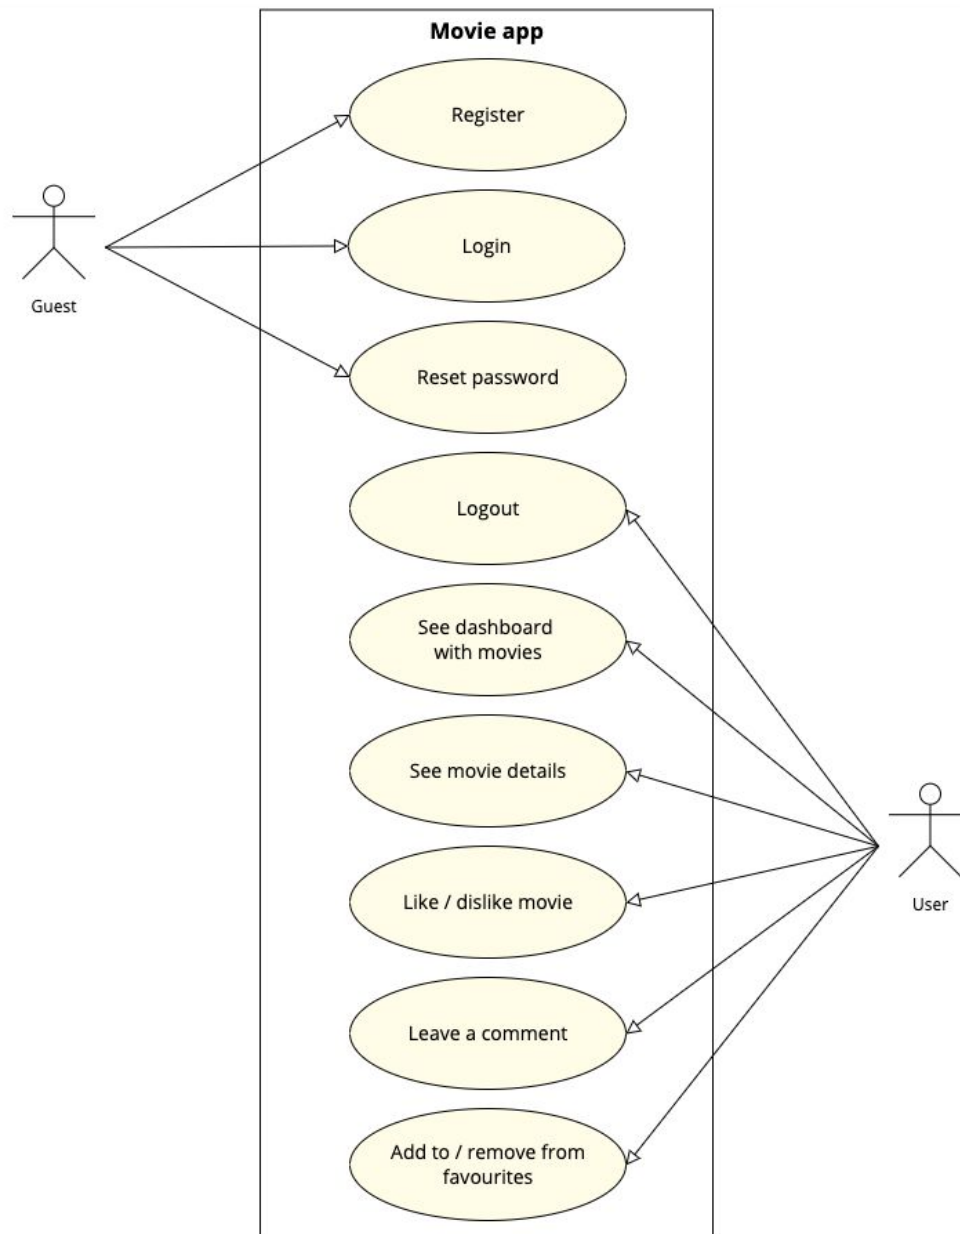 Movie app
Register
Login
Guest
Reset password
Logout
See dashboard
with movies
See movie details
Like / dislike movie
User
Leave a comment
Add to / remove from
favourites